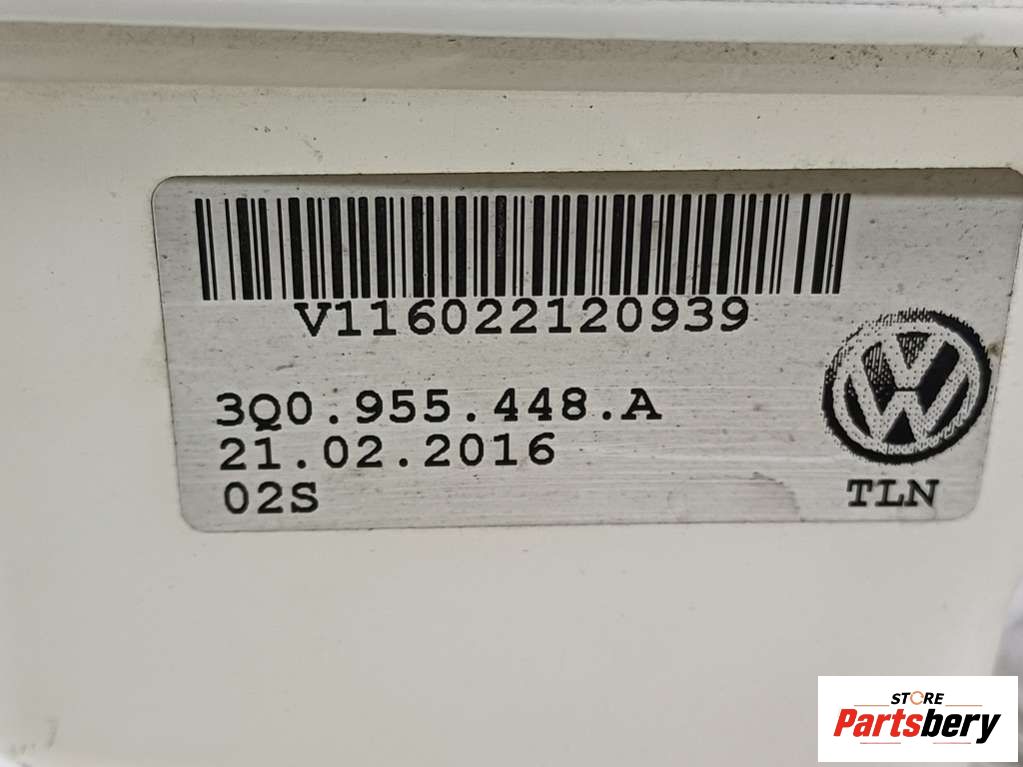 V116022120939
3Q0.955.448.A
21.02.2016
02S
TLN
STORE
Partsbery